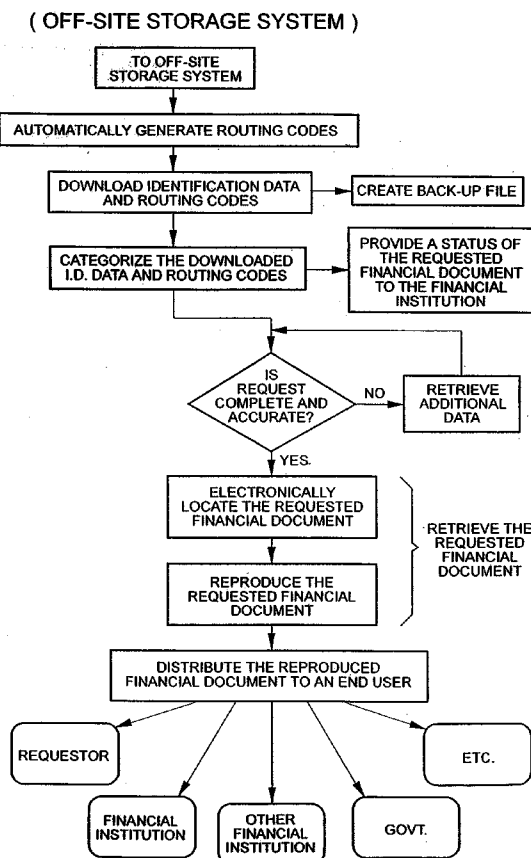 ( OFF-SITE STORAGE SYSTEM )
TO OFF-SITE
STORAGE SYSTEM
AUTOMATICALLY GENERATE ROUTING CODES
DOWNLOAD IDENTIFICATION DATA
AND ROUTING CODES
CREATE BACK-UP FILE
CATEGORIZE THE DOWNLOADED
I.D. DATA AND ROUTING CODES
PROVIDE A STATUS OF
THE REQUESTED
FINANCIAL DOCUMENT
TO THE FINANCIAL
INSTITUTION
IS
REQUEST
COMPLETE AND
ACCURATE?
NO
RETRIEVE
ADDITIONAL
DATA
YES.
ELECTRONICALLY
LOCATE THE REQUESTED
FINANCIAL DOCUMENT
REPRODUCE THE
REQUESTED FINANCIAL
DOCUMENT
RETRIEVE THE
REQUESTED
FINANCIAL
DOCUMENT
DISTRIBUTE THE REPRODUCED
FINANCIAL DOCUMENT TO AN END USER
REQUESTOR
FINANCIAL
INSTITUTION
OTHER
FINANCIAL
INSTITUTION
GOVT.
ETC.